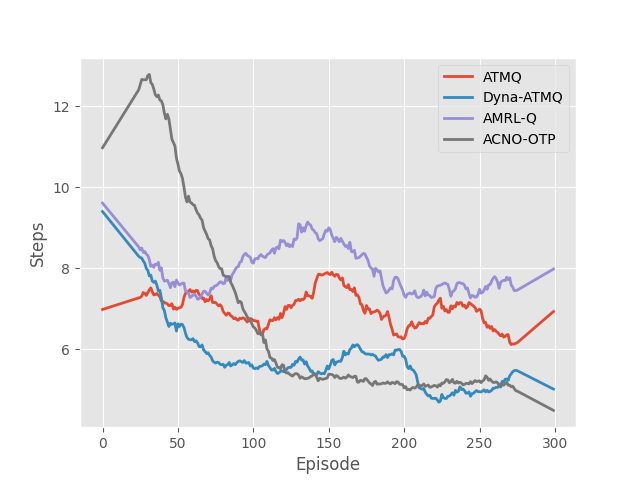 ATMQ
Dyna-ATMQ
AMRL-Q
ACNO-OTP
12
10
8
6
Steps
0 50 100 150 200 250 300
Episode